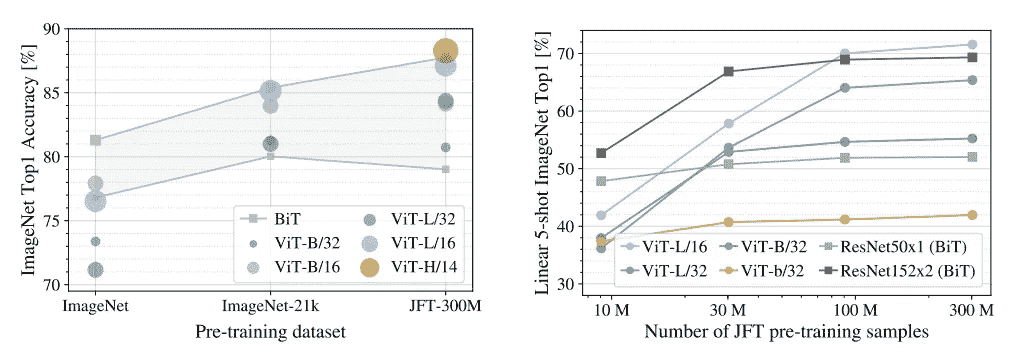 ImageNet Top1 Accuracy [%]
90
85
80
75
70
BiT
ViT-B/32
ViT-B/16
ViT-L/32
ViT-L/16
ViT-H/14
ImageNet
ImageNet-21k
JFT-300M
Pre-training dataset
Linear 5-shot ImageNet Top1 [%]
70
60
50
40
30
ViT-L/16
ViT-L/32
ViT-B/32
ViT-b/32
ResNet50x1 (BiT)
ResNet152x2 (BiT)
10 M
30 M
100 M
300 M
Number of JFT pre-training samples